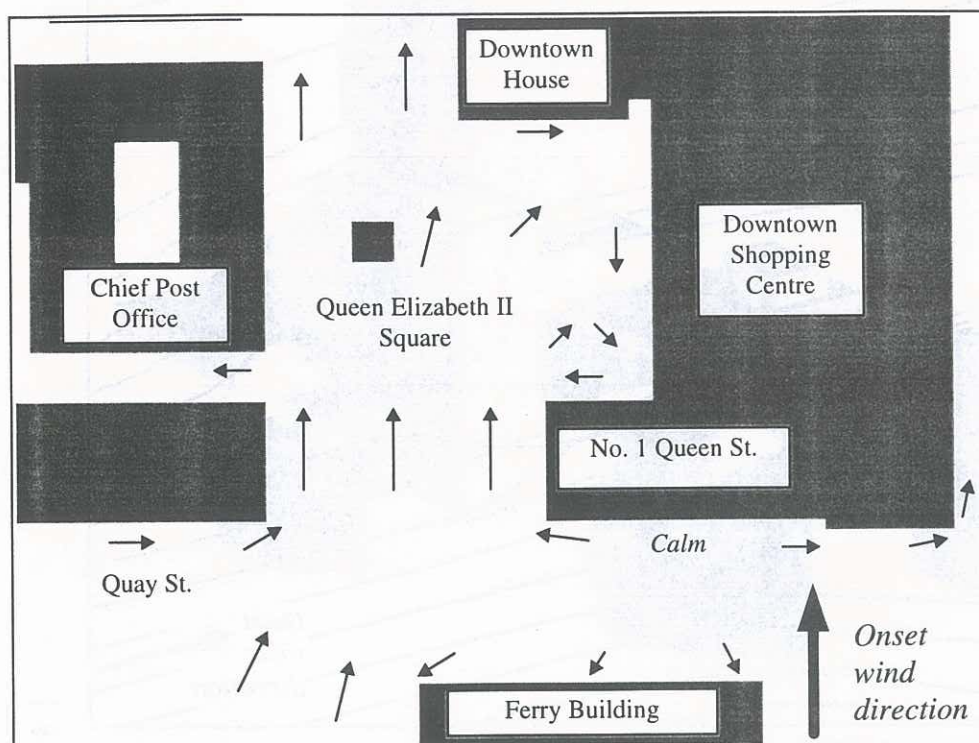 Downtown
House
Downtown
Shopping
Centre
Chief Post
Office
Queen Elizabeth II
Square
No. 1 Queen St.
Calm
Quay St.
Onset
wind
direction
Ferry Building